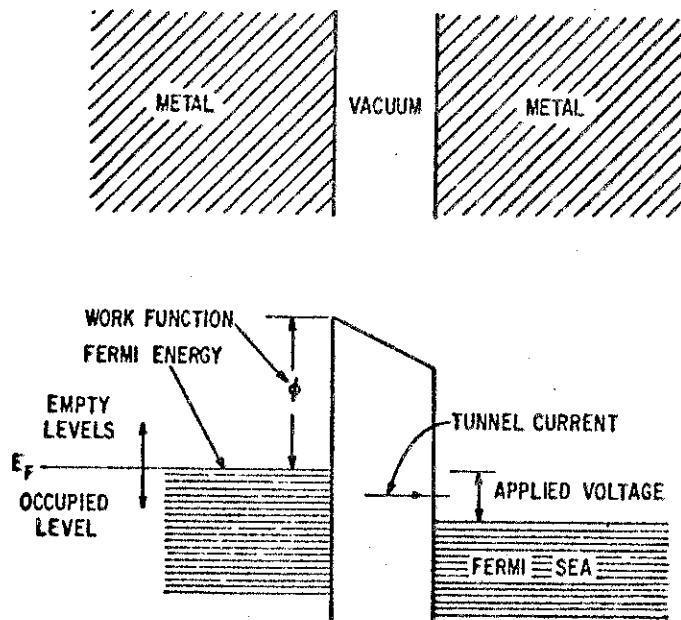 METAL
VACUUM
METAL
WORK FUNCTION
FERMI ENERGY
ϕ
EMPTY
LEVELS
E_F
OCCUPIED
LEVEL
TUNNEL CURRENT
APPLIED VOLTAGE
FERMI SEA